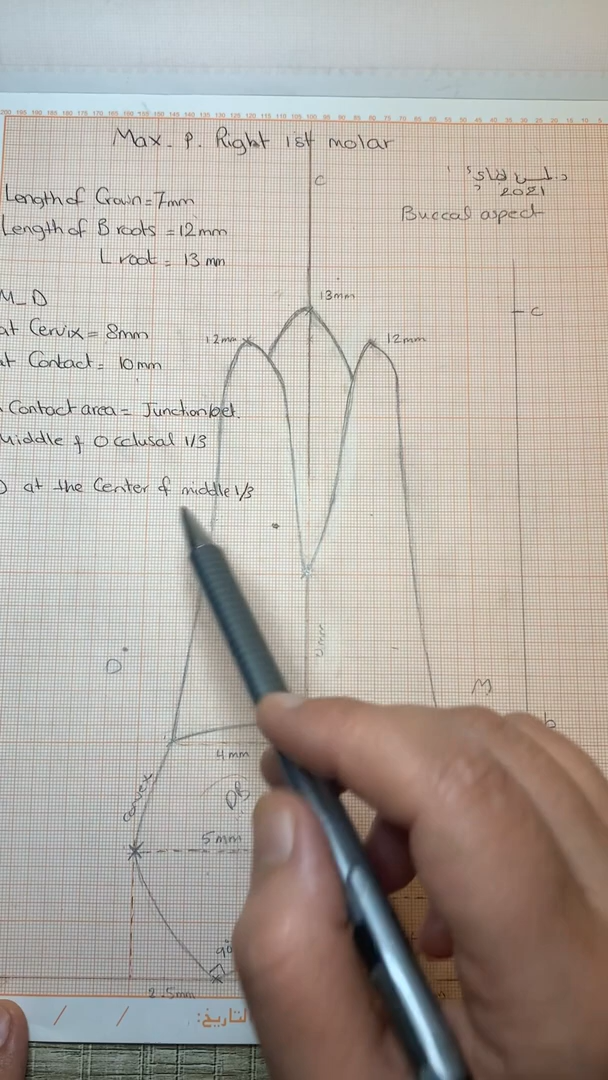 Max. P. Right 1st molar
C
2021
Buccal aspect
Length of Crown = 7mm
Length of B roots = 12mm
L root = 13 mm
M_D
at Cervix = 8mm
at Contact = 10mm
Contact area = Junction bet.
Middle & Occlusal 1/3
D at the Center of middle 1/3
13mm
12mm
12mm
C
D
M
b
4mm
convex
DB
5mm
90°
2.5mm
التاريخ: